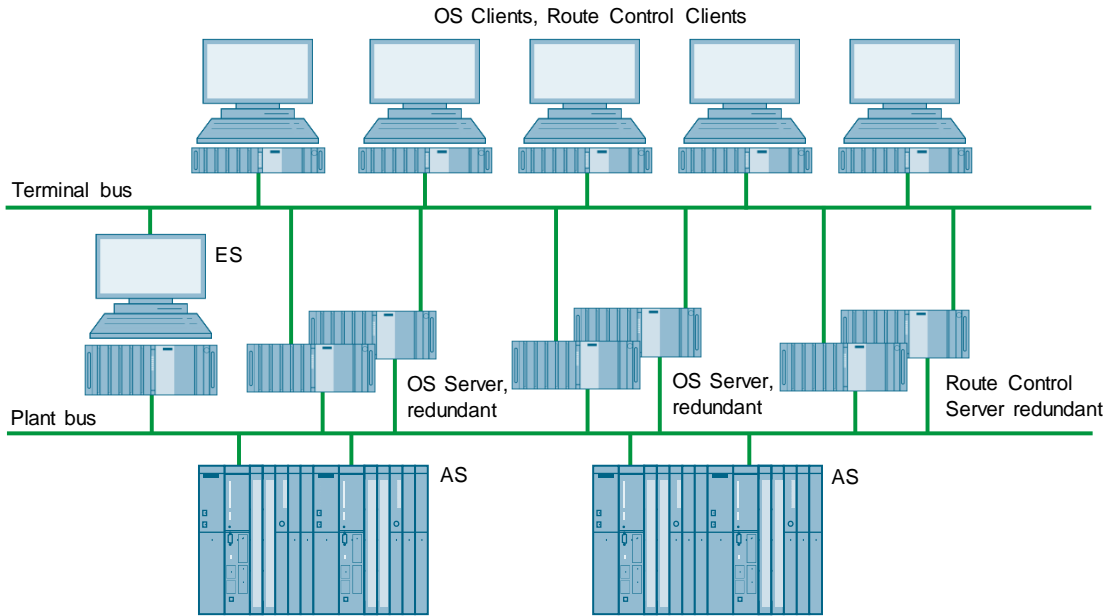 OS Clients, Route Control Clients
Terminal bus
ES
OS Server,
redundant
OS Server,
redundant
Route Control
Server redundant
Plant bus
AS
AS